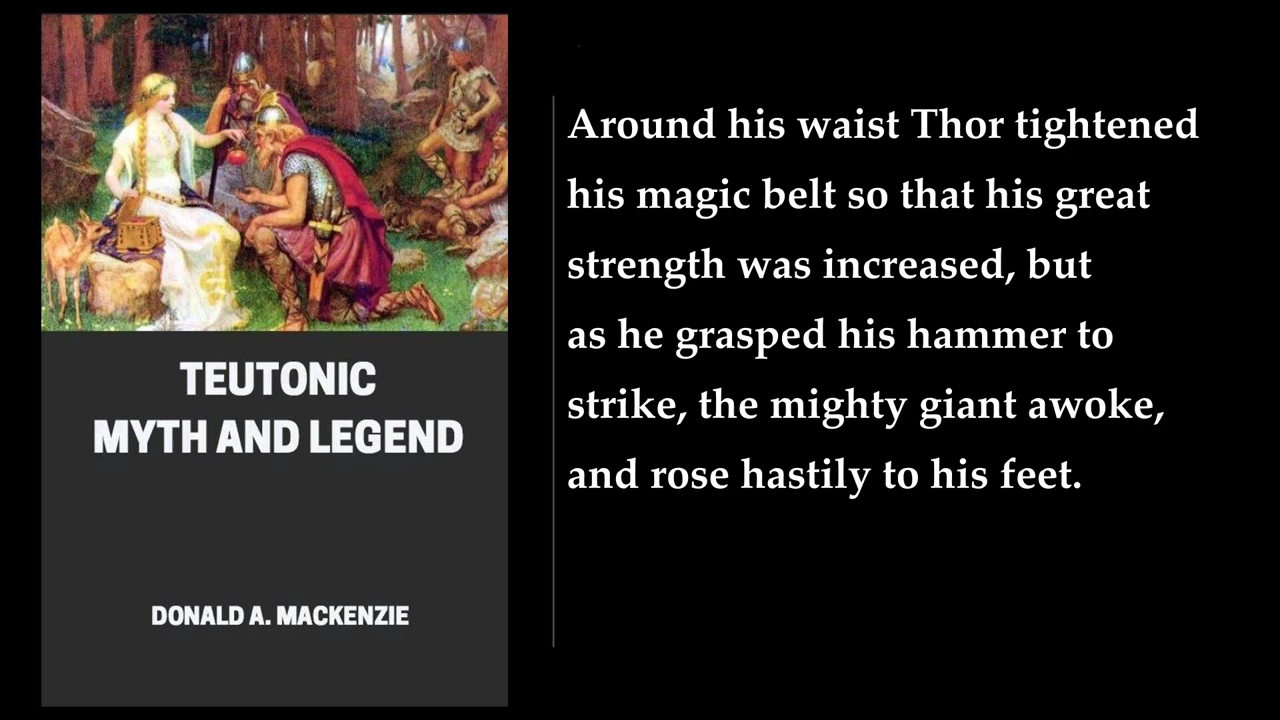 TEUTONIC
MYTH AND LEGEND
DONALD A. MACKENZIE
Around his waist Thor tightened
his magic belt so that his great
strength was increased, but
as he grasped his hammer to
strike, the mighty giant awoke,
and rose hastily to his feet.